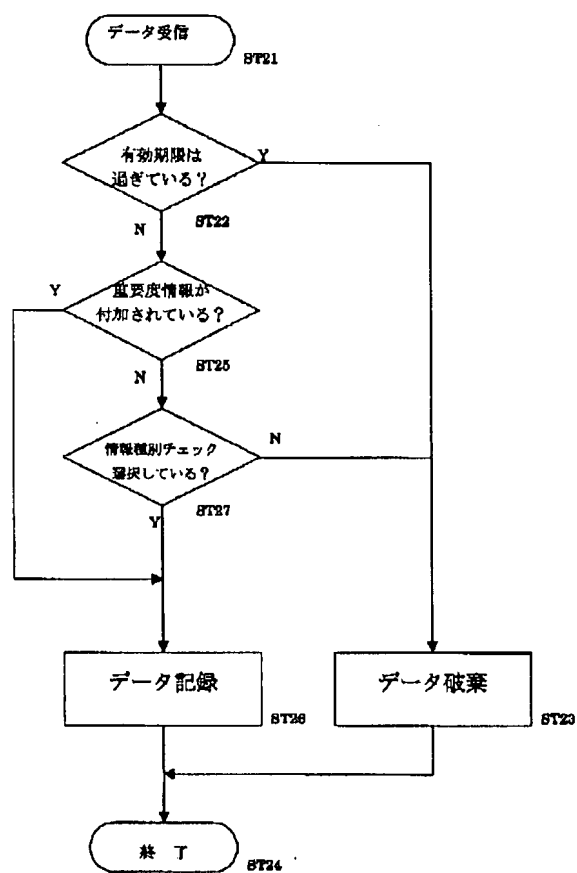 データ受信
ST21
有効期限は
過ぎている？
Y
ST22
N
重要度情報が
付加されている？
Y
ST25
N
情報種別チェック
選択している？
N
ST27
Y
データ記録
ST26
データ破棄
ST23
終 了
ST24